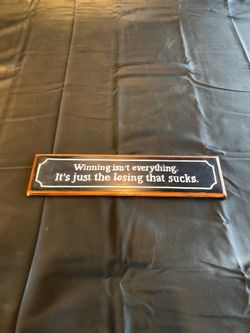 Winning isn't everything.
It's just the losing that sucks.